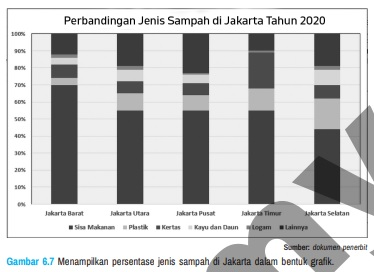 Perbandingan Jenis Sampah di Jakarta Tahun 2020
100%
90%
80%
70%
60%
50%
40%
30%
20%
10%
0%
Jakarta Barat Jakarta Utara Jakarta Pusat Jakarta Timur Jakarta Selatan
Sisa Makanan Plastik Kertas Kayu dan Daun Logam Lainnya
Sumber: dokumen penerbit
Gambar 6.7 Menampilkan persentase jenis sampah di Jakarta dalam bentuk grafik.